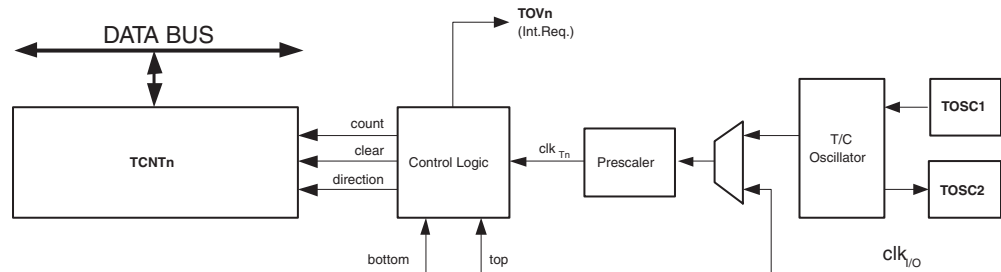 DATA BUS
TOVn
(Int.Req.)
TCNTn
count
clear
direction
Control Logic
clk Tn
Prescaler
T/C
Oscillator
TOSC1
TOSC2
bottom
top
clk I/O